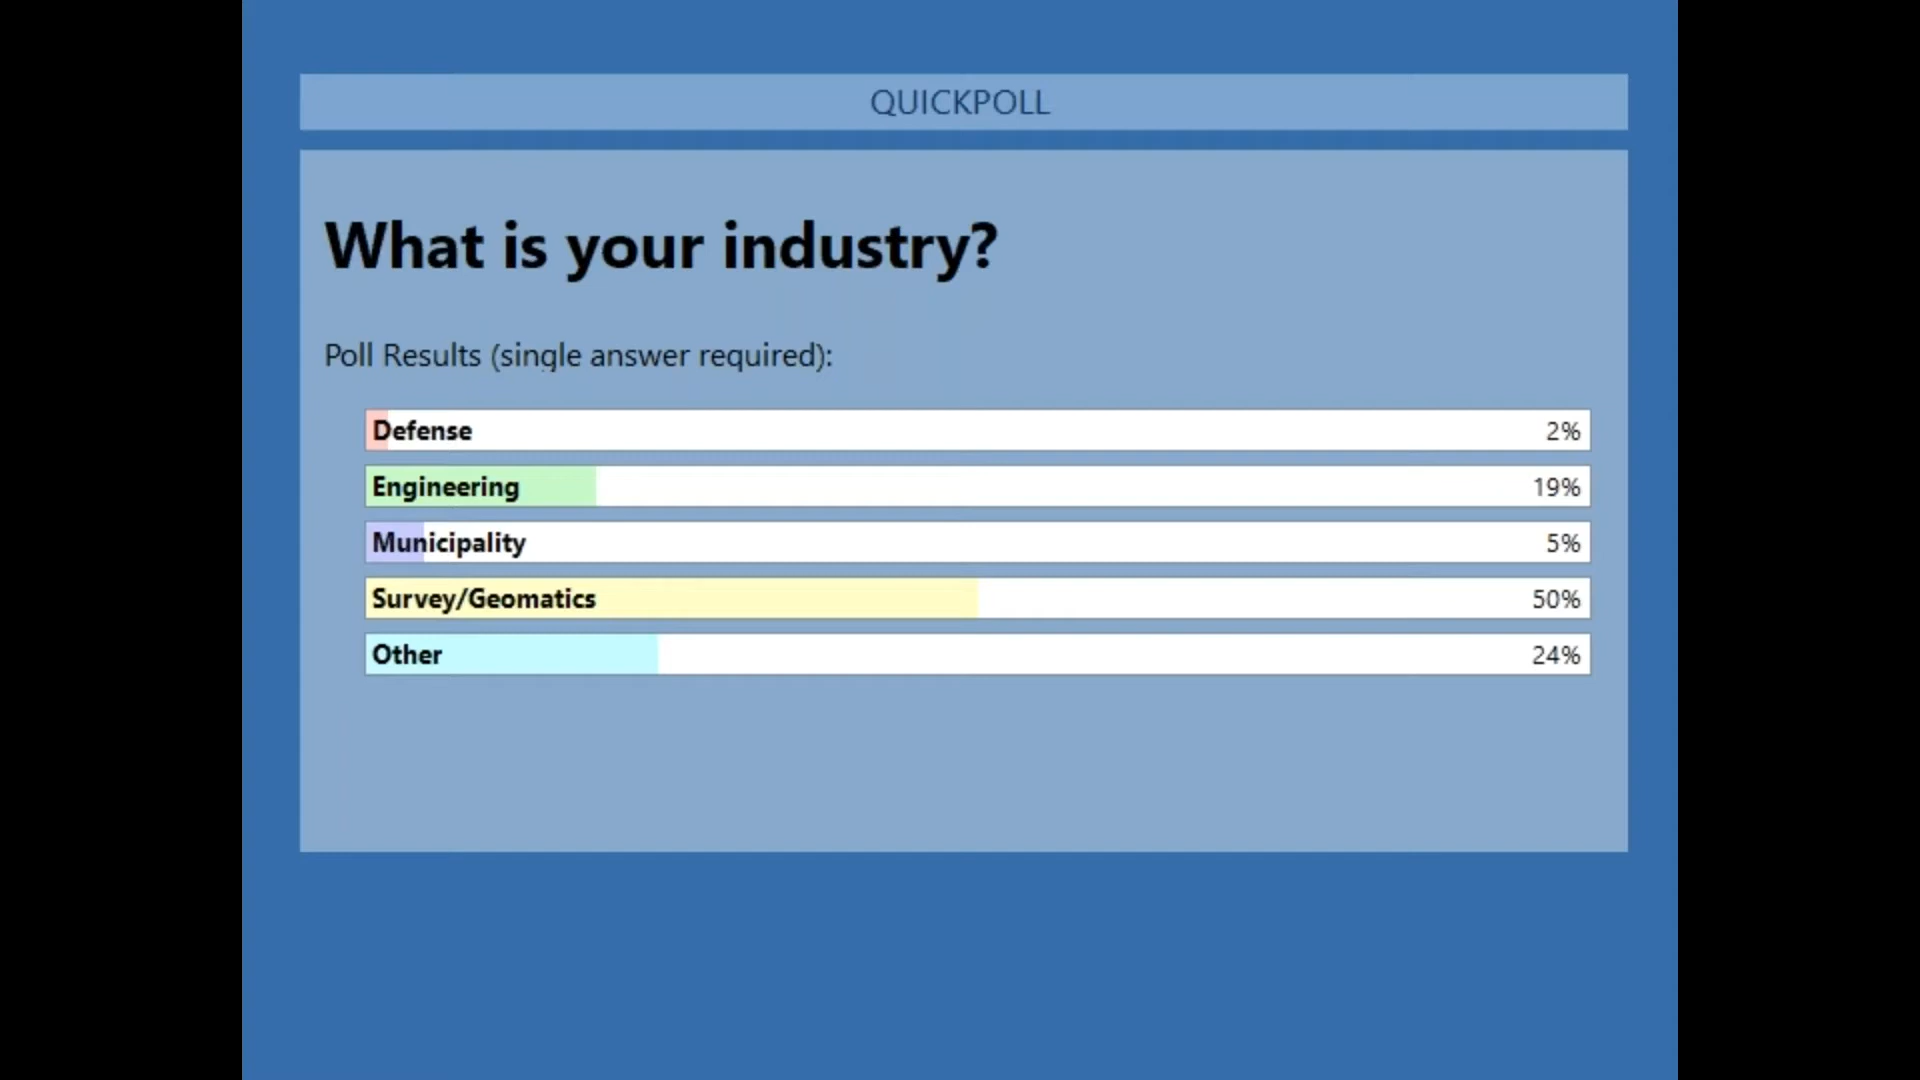 QUICKPOLL
What is your industry?
Poll Results (single answer required):
Defense 2%
Engineering 19%
Municipality 5%
Survey/Geomatics 50%
Other 24%